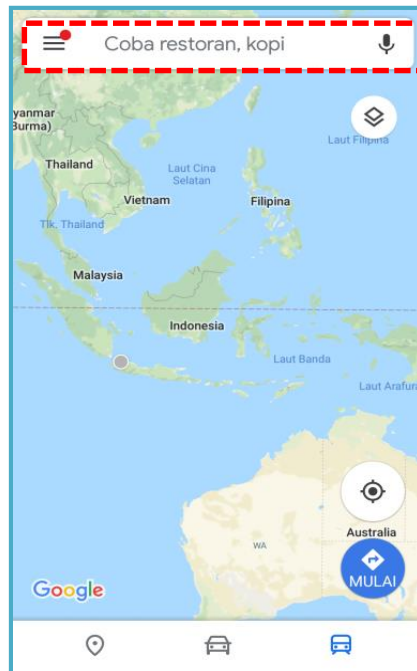 Coba restoran, kopi
yanmar
Burma)
Laut Filipina
Thailand
Laut Cina
Selatan
Vietnam
Filipina
Tlk. Thailand
Malaysia
Indonesia
Laut Banda
Laut Arafura
Australia
WA
Google
MULAI